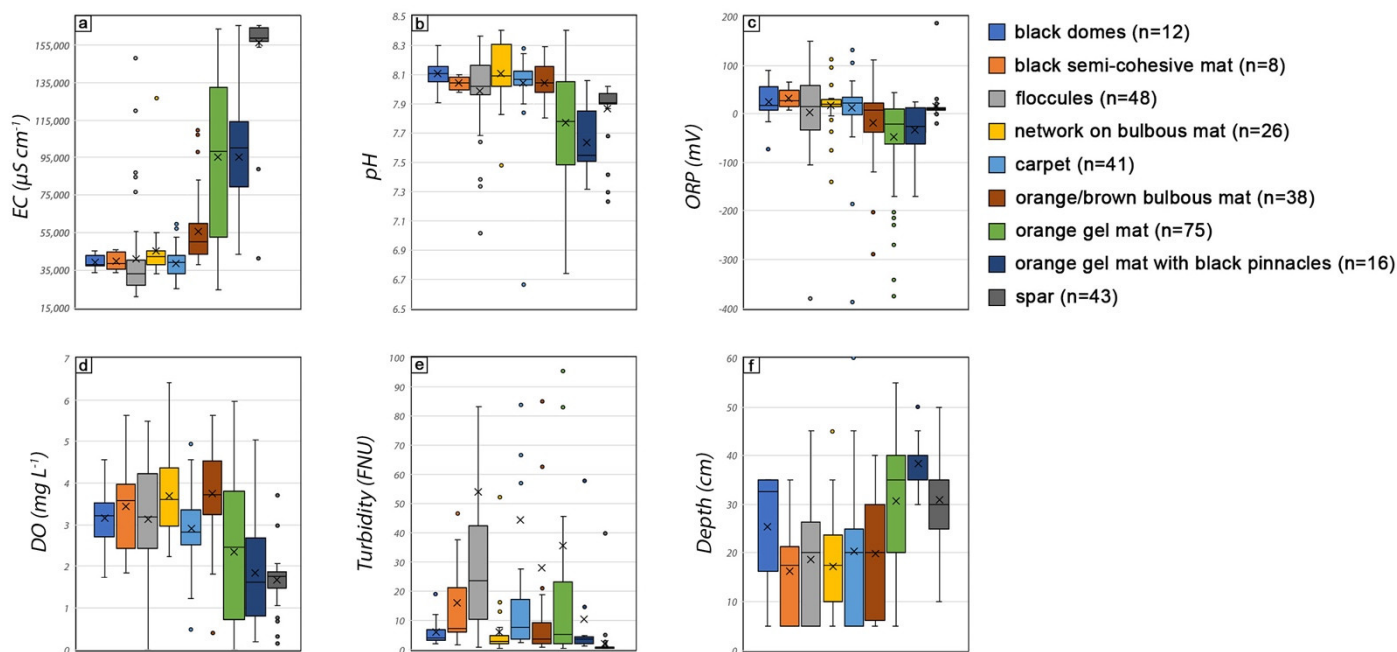 a
EC (µS cm⁻¹)
155,000
135,000
115,000
95,000
75,000
55,000
35,000
15,000
b
pH
8.5
8.3
8.1
7.9
7.7
7.5
7.3
7.1
6.9
6.7
6.5
c
ORP (mV)
200
100
0
-100
-200
-300
-400
black domes (n=12)
black semi-cohesive mat (n=8)
floccules (n=48)
network on bulbous mat (n=26)
carpet (n=41)
orange/brown bulbous mat (n=38)
orange gel mat (n=75)
orange gel mat with black pinnacles (n=16)
spar (n=43)
d
DO (mg L⁻¹)
7
6
5
4
3
2
1
0
e
Turbidity (FNU)
100
90
80
70
60
50
40
30
20
10
0
f
Depth (cm)
60
50
40
30
20
10
0